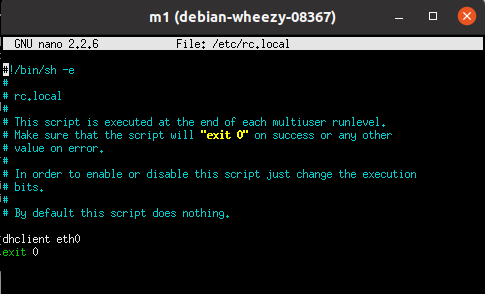 m1 (debian-wheezy-08367)
GNU nano 2.2.6 File: /etc/rc.local
#!/bin/sh -e
#
# rc.local
#
# This script is executed at the end of each multiuser runlevel.
# Make sure that the script will "exit 0" on success or any other
# value on error.
#
# In order to enable or disable this script just change the execution
# bits.
#
# By default this script does nothing.
dhclient eth0
exit 0